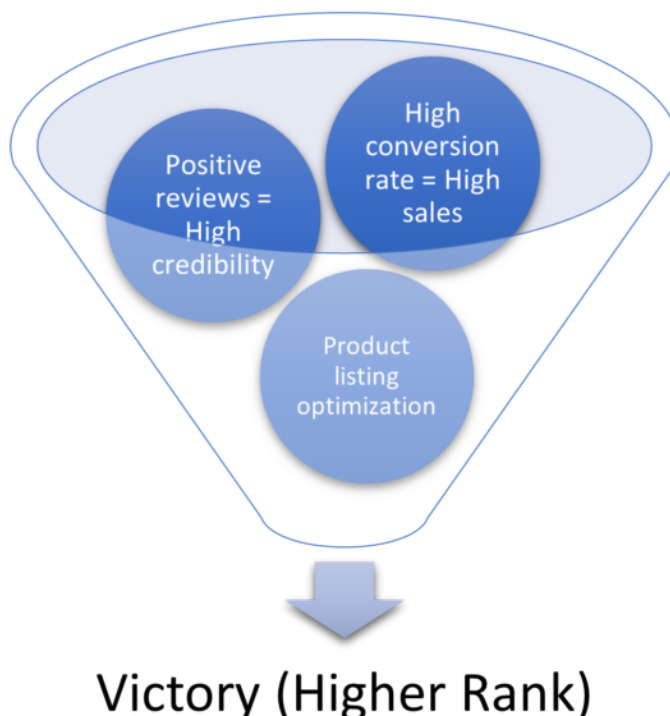 High
conversion
rate = High
sales
Positive
reviews =
High
credibility
Product
listing
optimization
Victory (Higher Rank)